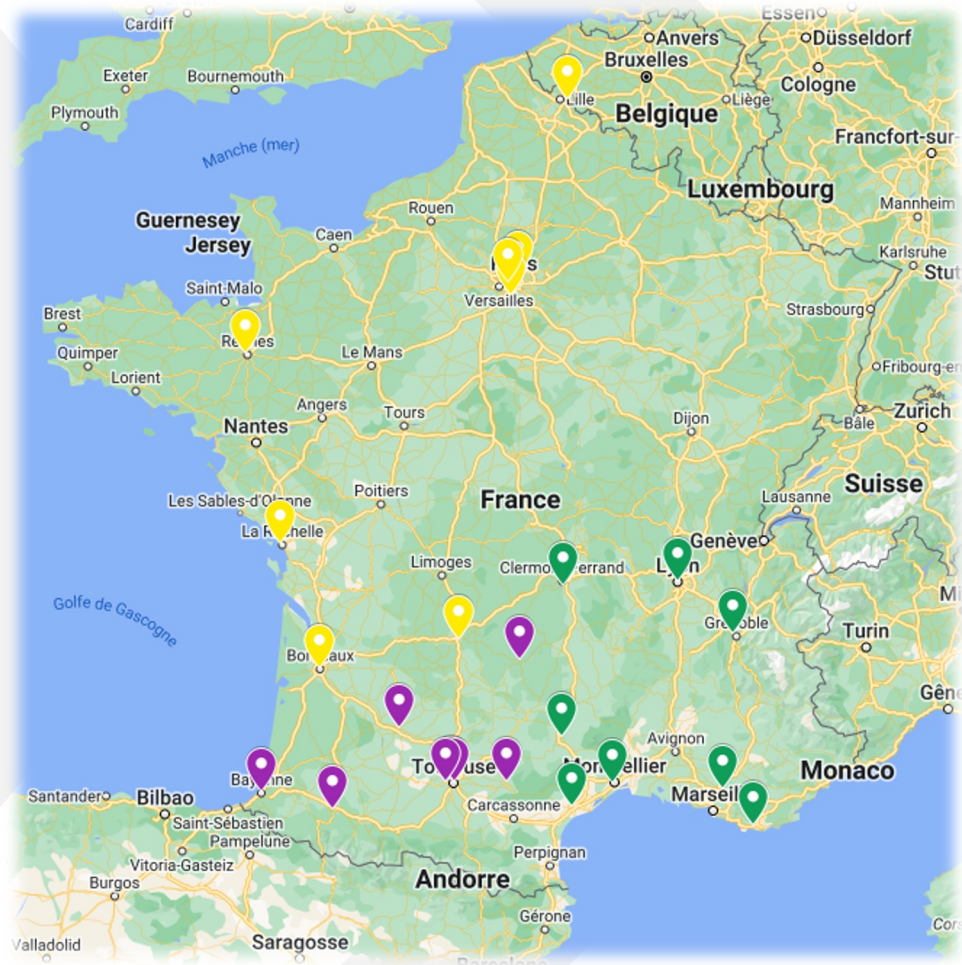 Cardiff
Essen
Anvers
Düsseldorf
Bruxelles
Exeter
Bournemouth
Cologne
Lille
Liège
Plymouth
Belgique
Francfort-sur-
Manche (mer)
Luxembourg
Mannheim
Rouen
Guernesey
Jersey
Caen
Karlsruhe
Stut
Saint-Malo
Versailles
Strasbourg
Brest
Quimper
Le Mans
Fribourg-en
Lorient
Angers
Tours
Dijon
Zurich
Bâle
Nantes
Poitiers
Suisse
Les Sables-d'Olonne
France
Lausanne
Genève
Limoges
Golfe de Gascogne
Turin
Gên
Avignon
Monaco
Carcassonne
Santander
Bilbao
Saint-Sébastien
Pampelune
Vitoria-Gasteiz
Perpignan
Burgos
Andorre
Gérone
Saragosse
Valladolid
Cors